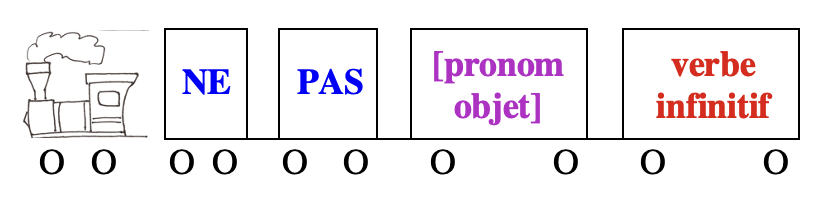 NE
PAS
[pronom
objet]
verbe
infinitif
O O O O O O O O O O